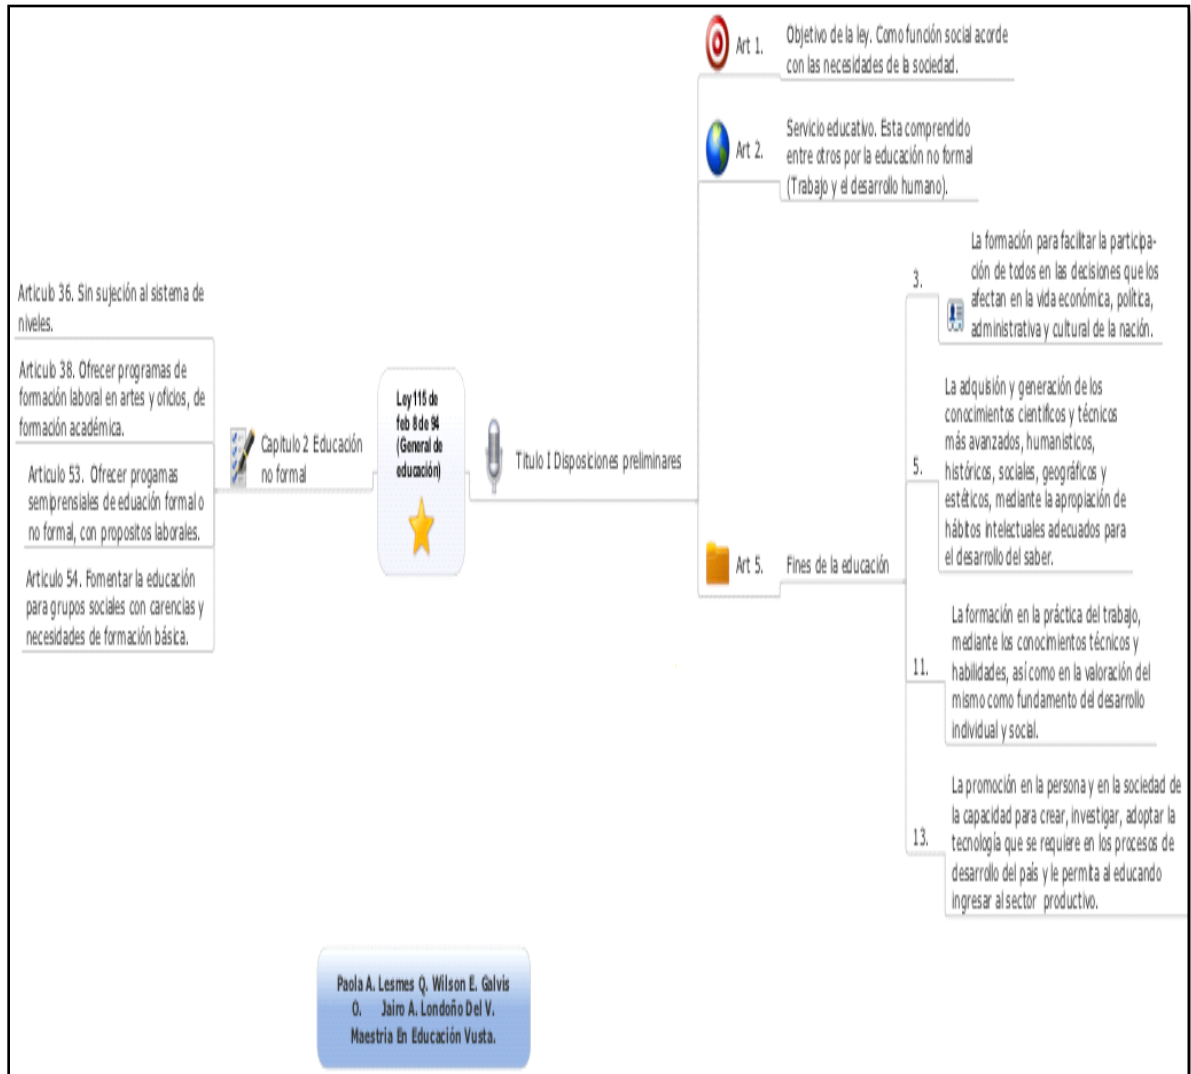 Art 1.
Objetivo de la ley. Como función social acorde
con las necesidades de la sociedad.
Art 2.
Servicio educativo. Esta comprendido
entre otros por la educación no formal
(Trabajo y el desarrollo humano).
3.
La formación para facilitar la participa-
ción de todos en las decisiones que los
afectan en la vida económica, política,
administrativa y cultural de la nación.
Articulo 36. Sin sujeción al sistema de
niveles.
Articulo 38. Ofrecer programas de
formación laboral en artes y oficios, de
formación académica.
Articulo 53. Ofrecer progamas
semiprensiales de eduación formal o
no formal, con propositos laborales.
Articulo 54. Fomentar la educación
para grupos sociales con carencias y
necesidades de formación básica.
Capitulo 2 Educación
no formal
Ley 115 de
feb 8 de 94
(General de
educación)
Titulo I Disposiciones preliminares
5.
La adquisión y generación de los
conocimientos científicos y técnicos
más avanzados, humanísticos,
históricos, sociales, geográficos y
estéticos, mediante la apropiación de
hábitos intelectuales adecuados para
el desarrollo del saber.
Art 5.
Fines de la educación
11.
La formación en la práctica del trabajo,
mediante los conocimientos técnicos y
habilidades, así como en la valoración del
mismo como fundamento del desarrollo
individual y social.
13.
La promoción en la persona y en la sociedad de
la capacidad para crear, investigar, adoptar la
tecnología que se requiere en los procesos de
desarrollo del país y le permita al educando
ingresar al sector productivo.
Paola A. Lesmes Q. Wilson E. Galvis
O. Jairo A. Londoño Del V.
Maestria En Educación Vusta.